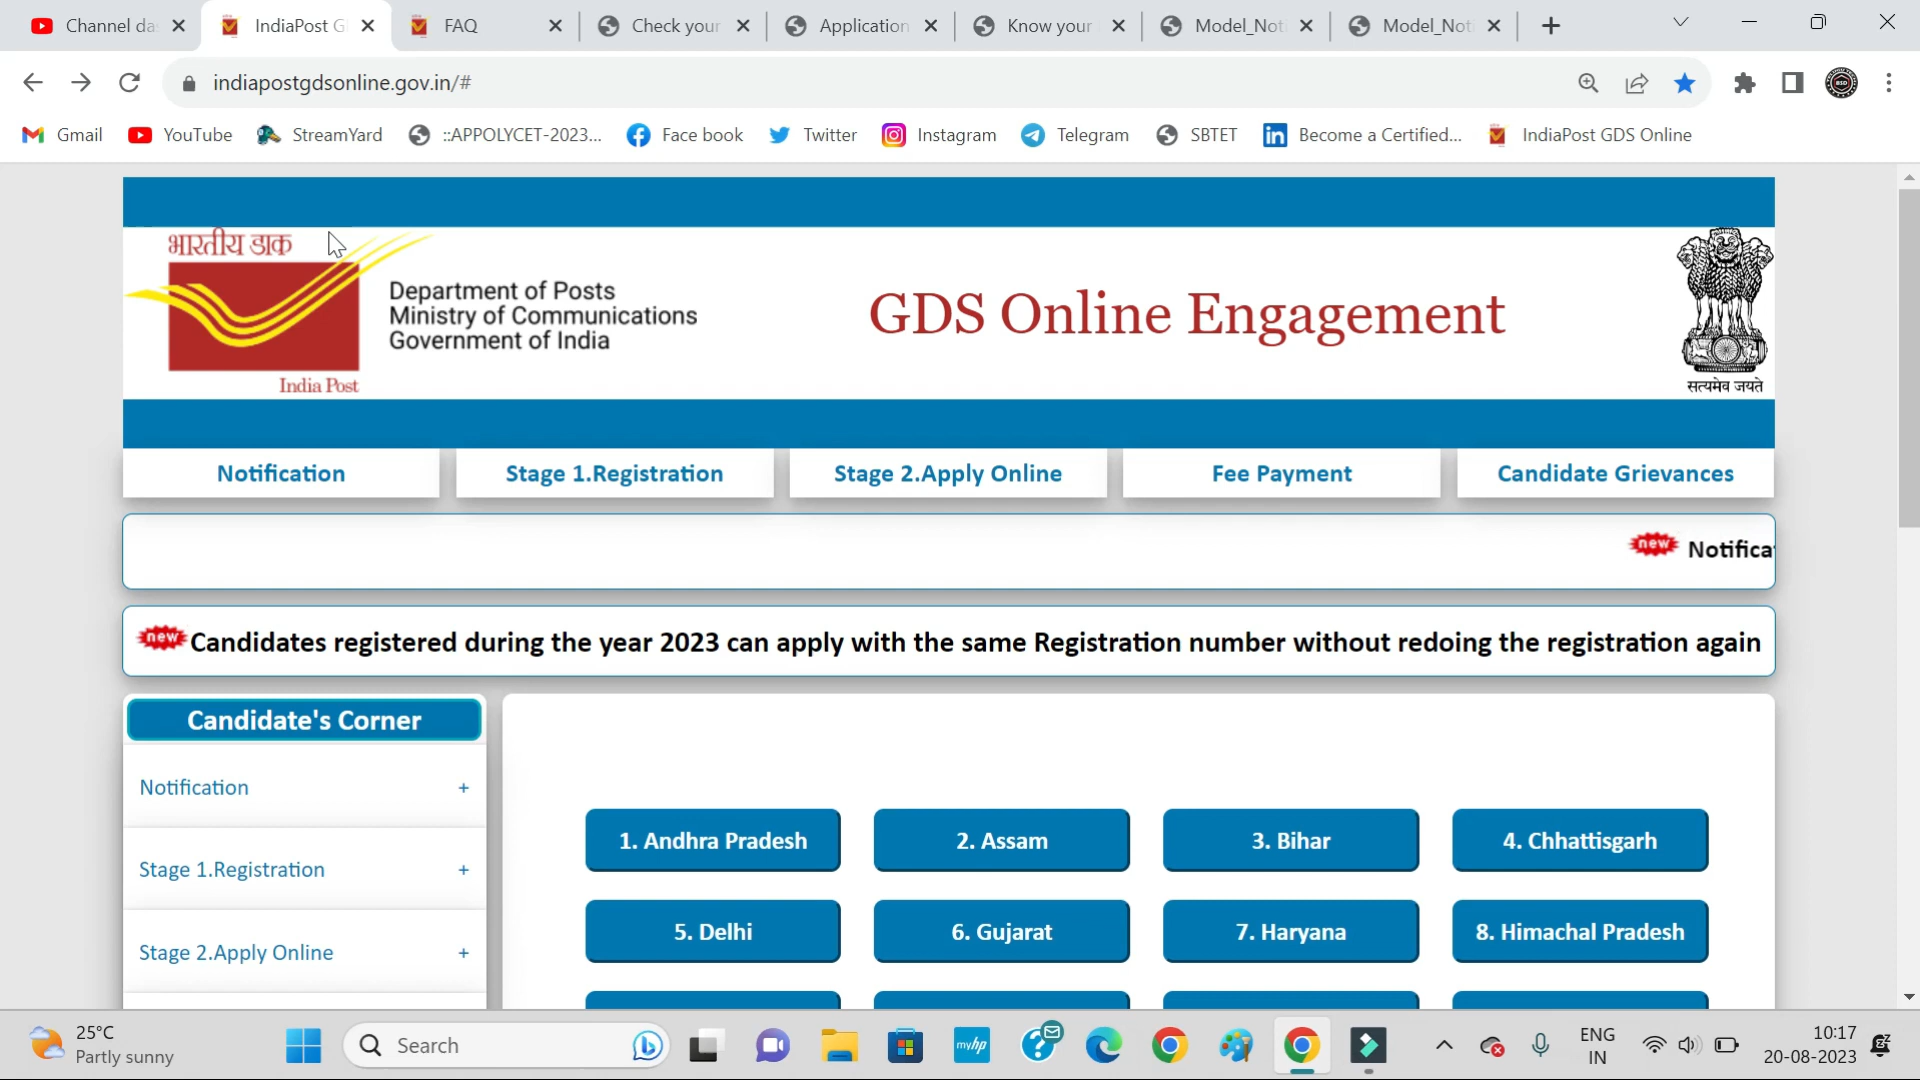 Channel da
IndiaPost G
FAQ
Check your
Application
Know your
Model_Not
Model_Not
indiapostgdsonline.gov.in/#
Gmail
YouTube
StreamYard
::APPOLYCET-2023...
Face book
Twitter
Instagram
Telegram
SBTET
Become a Certified...
IndiaPost GDS Online
भारतीय डाक
India Post
Department of Posts
Ministry of Communications
Government of India
GDS Online Engagement
सत्यमेव जयते
Notification
Stage 1.Registration
Stage 2.Apply Online
Fee Payment
Candidate Grievances
new Notifica
new Candidates registered during the year 2023 can apply with the same Registration number without redoing the registration again
Candidate's Corner
Notification +
Stage 1.Registration +
Stage 2.Apply Online +
1. Andhra Pradesh
2. Assam
3. Bihar
4. Chhattisgarh
5. Delhi
6. Gujarat
7. Haryana
8. Himachal Pradesh
25°C
Partly sunny
Search
myhp
ENG
IN
10:17
20-08-2023